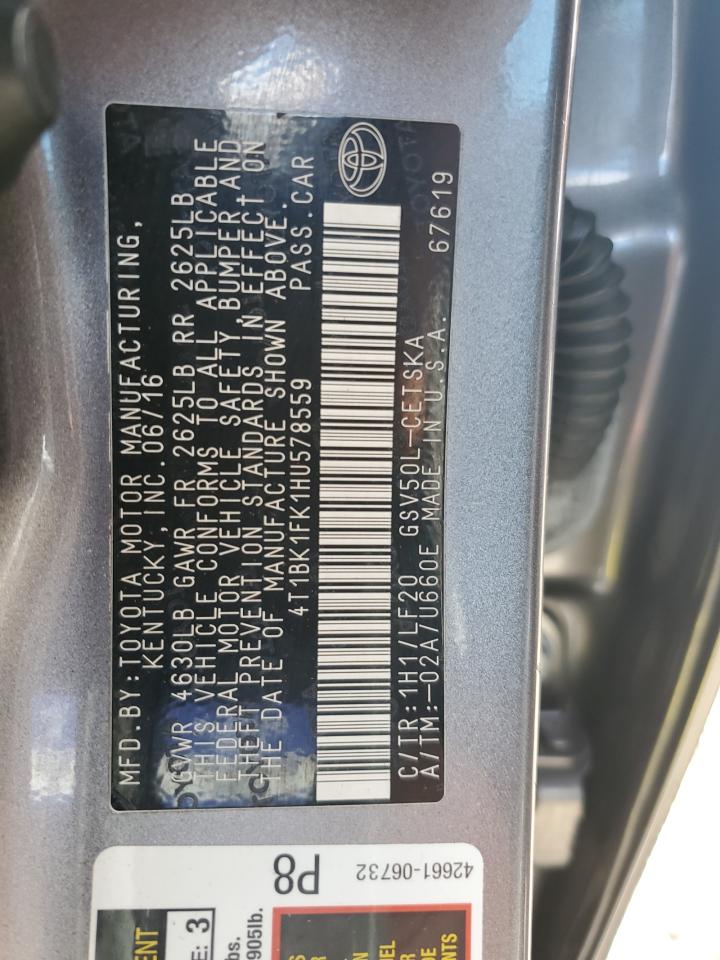 MFD.BY:TOYOTA MOTOR MANUFACTURING,
KENTUCKY, INC. 06/16
GVWR 4630LB GAWR FR 2625LB RR 2625LB
THIS VEHICLE CONFORMS TO ALL APPLICABLE
FEDERAL MOTOR VEHICLE SAFETY, BUMPER AND
THEFT PREVENTION STANDARDS IN EFFECT ON
THE DATE OF MANUFACTURE SHOWN ABOVE.
4T1BK1FK1HU578559 PASS.CAR
C/TR:1H1/LF20 GSV50L-CETSKA
A/TM:-02A/U660E MADE IN U.S.A. 67619
P8
42661-06732
3
905lb.